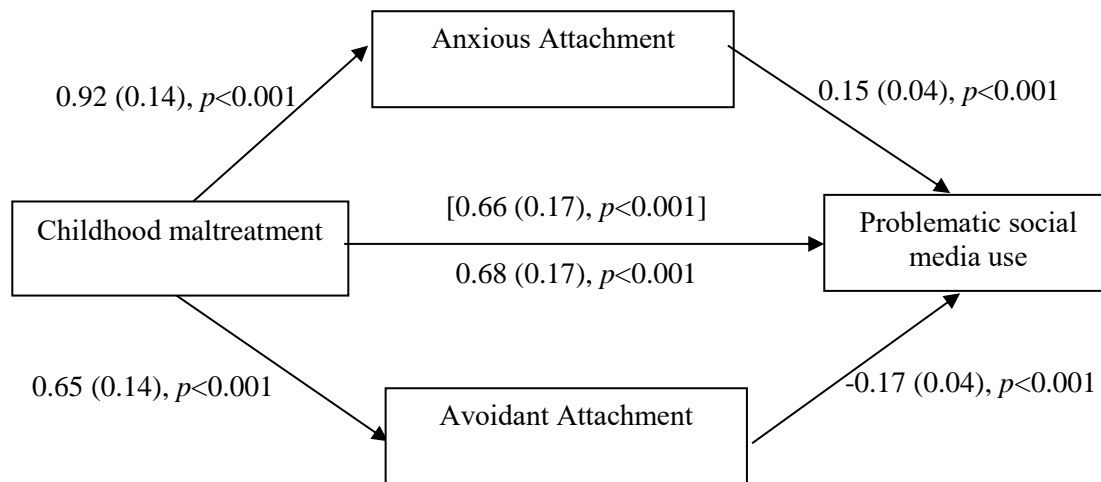 Anxious Attachment
0.92 (0.14), p<0.001
0.15 (0.04), p<0.001
[0.66 (0.17), p<0.001]
Childhood maltreatment
Problematic social
media use
0.68 (0.17), p<0.001
0.65 (0.14), p<0.001
-0.17 (0.04), p<0.001
Avoidant Attachment